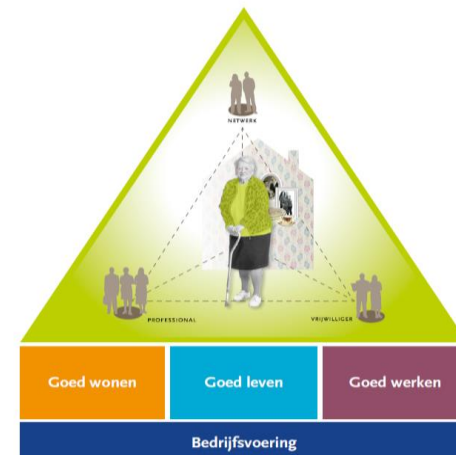 NETWERK
PROFESSIONAL
VRIJWILLIGER
Goed wonen
Goed leven
Goed werken
Bedrijfsvoering